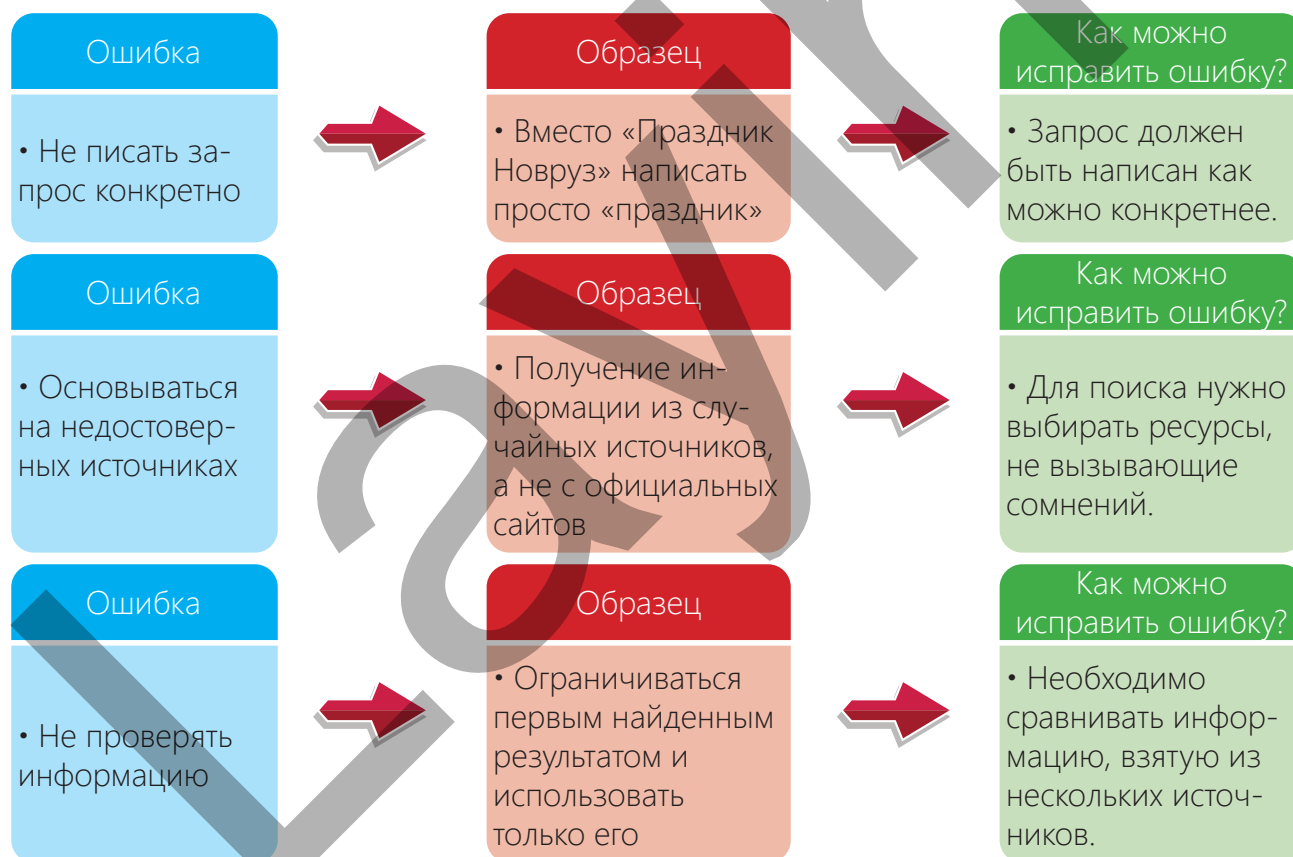 Ошибка
• Не писать за-
прос конкретно
Образец
• Вместо «Праздник
Новруз» написать
просто «праздник»
Как можно
исправить ошибку?
• Запрос должен
быть написан как
можно конкретнее.
Ошибка
• Основываться
на недостовер-
ных источниках
Образец
• Получение ин-
формации из слу-
чайных источников,
а не с официальных
сайтов
Как можно
исправить ошибку?
• Для поиска нужно
выбирать ресурсы,
не вызывающие
сомнений.
Ошибка
• Не проверять
информацию
Образец
• Ограничиваться
первым найденным
результатом и
использовать
только его
Как можно
исправить ошибку?
• Необходимо
сравнивать инфор-
мацию, взятую из
нескольких источ-
ников.